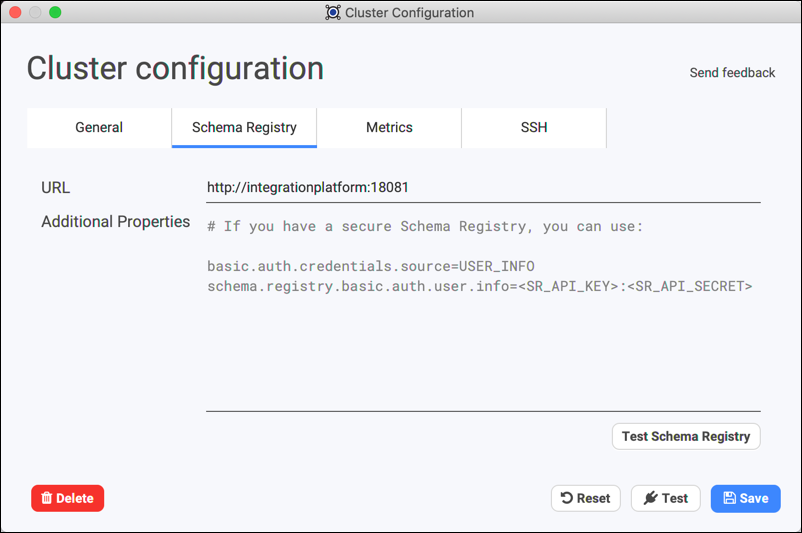 Cluster Configuration
Cluster configuration
Send feedback
General Schema Registry Metrics SSH
URL http://integrationplatform:18081
Additional Properties # If you have a secure Schema Registry, you can use:
basic.auth.credentials.source=USER_INFO
schema.registry.basic.auth.user.info=<SR_API_KEY>:<SR_API_SECRET>
Test Schema Registry
Delete Reset Test Save